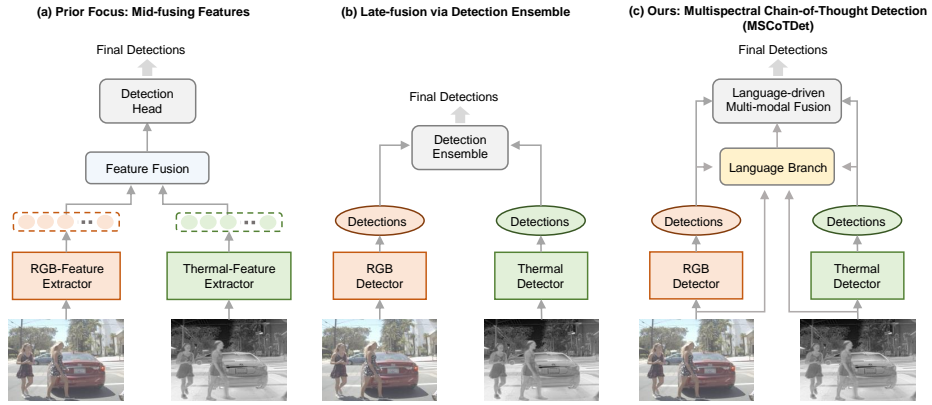 (a) Prior Focus: Mid-fusing Features
Final Detections
Detection
Head
Feature Fusion
RGB-Feature
Extractor
Thermal-Feature
Extractor
(b) Late-fusion via Detection Ensemble
Final Detections
Detection
Ensemble
Detections
Detections
RGB
Detector
Thermal
Detector
(c) Ours: Multispectral Chain-of-Thought Detection
(MSCoTDet)
Final Detections
Language-driven
Multi-modal Fusion
Language Branch
Detections
Detections
RGB
Detector
Thermal
Detector